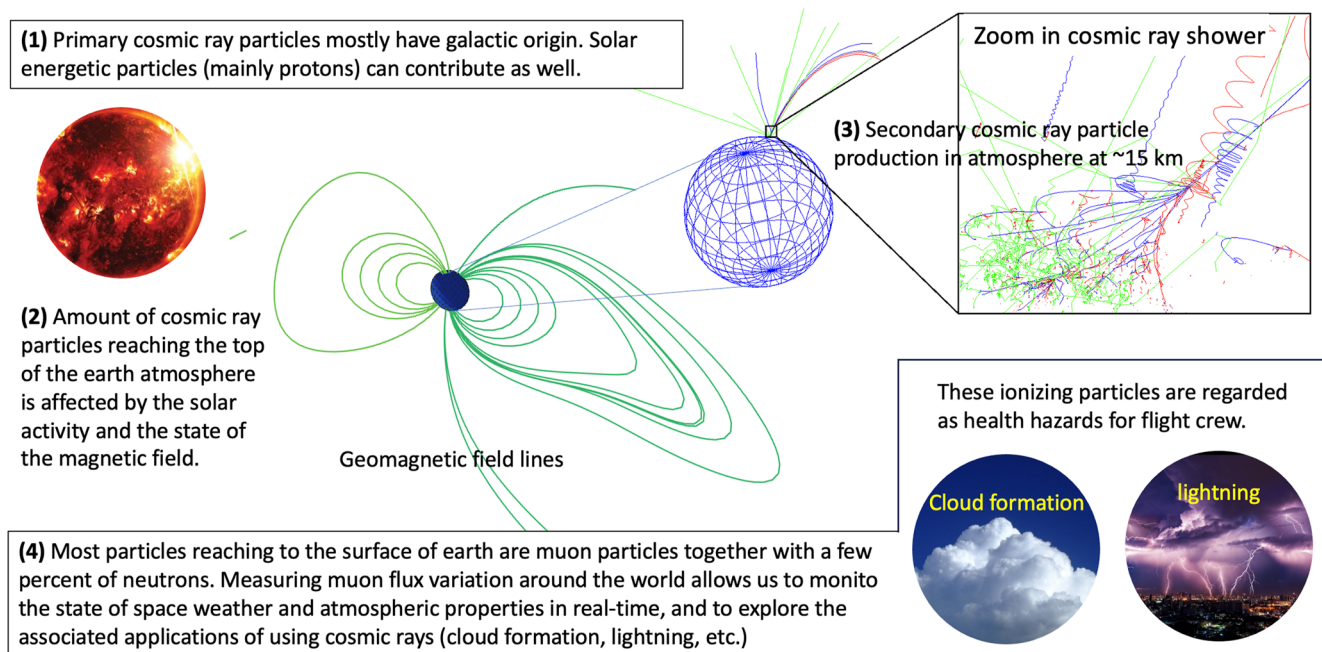 (1) Primary cosmic ray particles mostly have galactic origin. Solar
energetic particles (mainly protons) can contribute as well.
Zoom in cosmic ray shower
(3) Secondary cosmic ray particle
production in atmosphere at ~15 km
(2) Amount of cosmic ray
particles reaching the top
of the earth atmosphere
is affected by the solar
activity and the state of
the magnetic field.
Geomagnetic field lines
These ionizing particles are regarded
as health hazards for flight crew.
Cloud formation
lightning
(4) Most particles reaching to the surface of earth are muon particles together with a few
percent of neutrons. Measuring muon flux variation around the world allows us to monito
the state of space weather and atmospheric properties in real-time, and to explore the
associated applications of using cosmic rays (cloud formation, lightning, etc.)